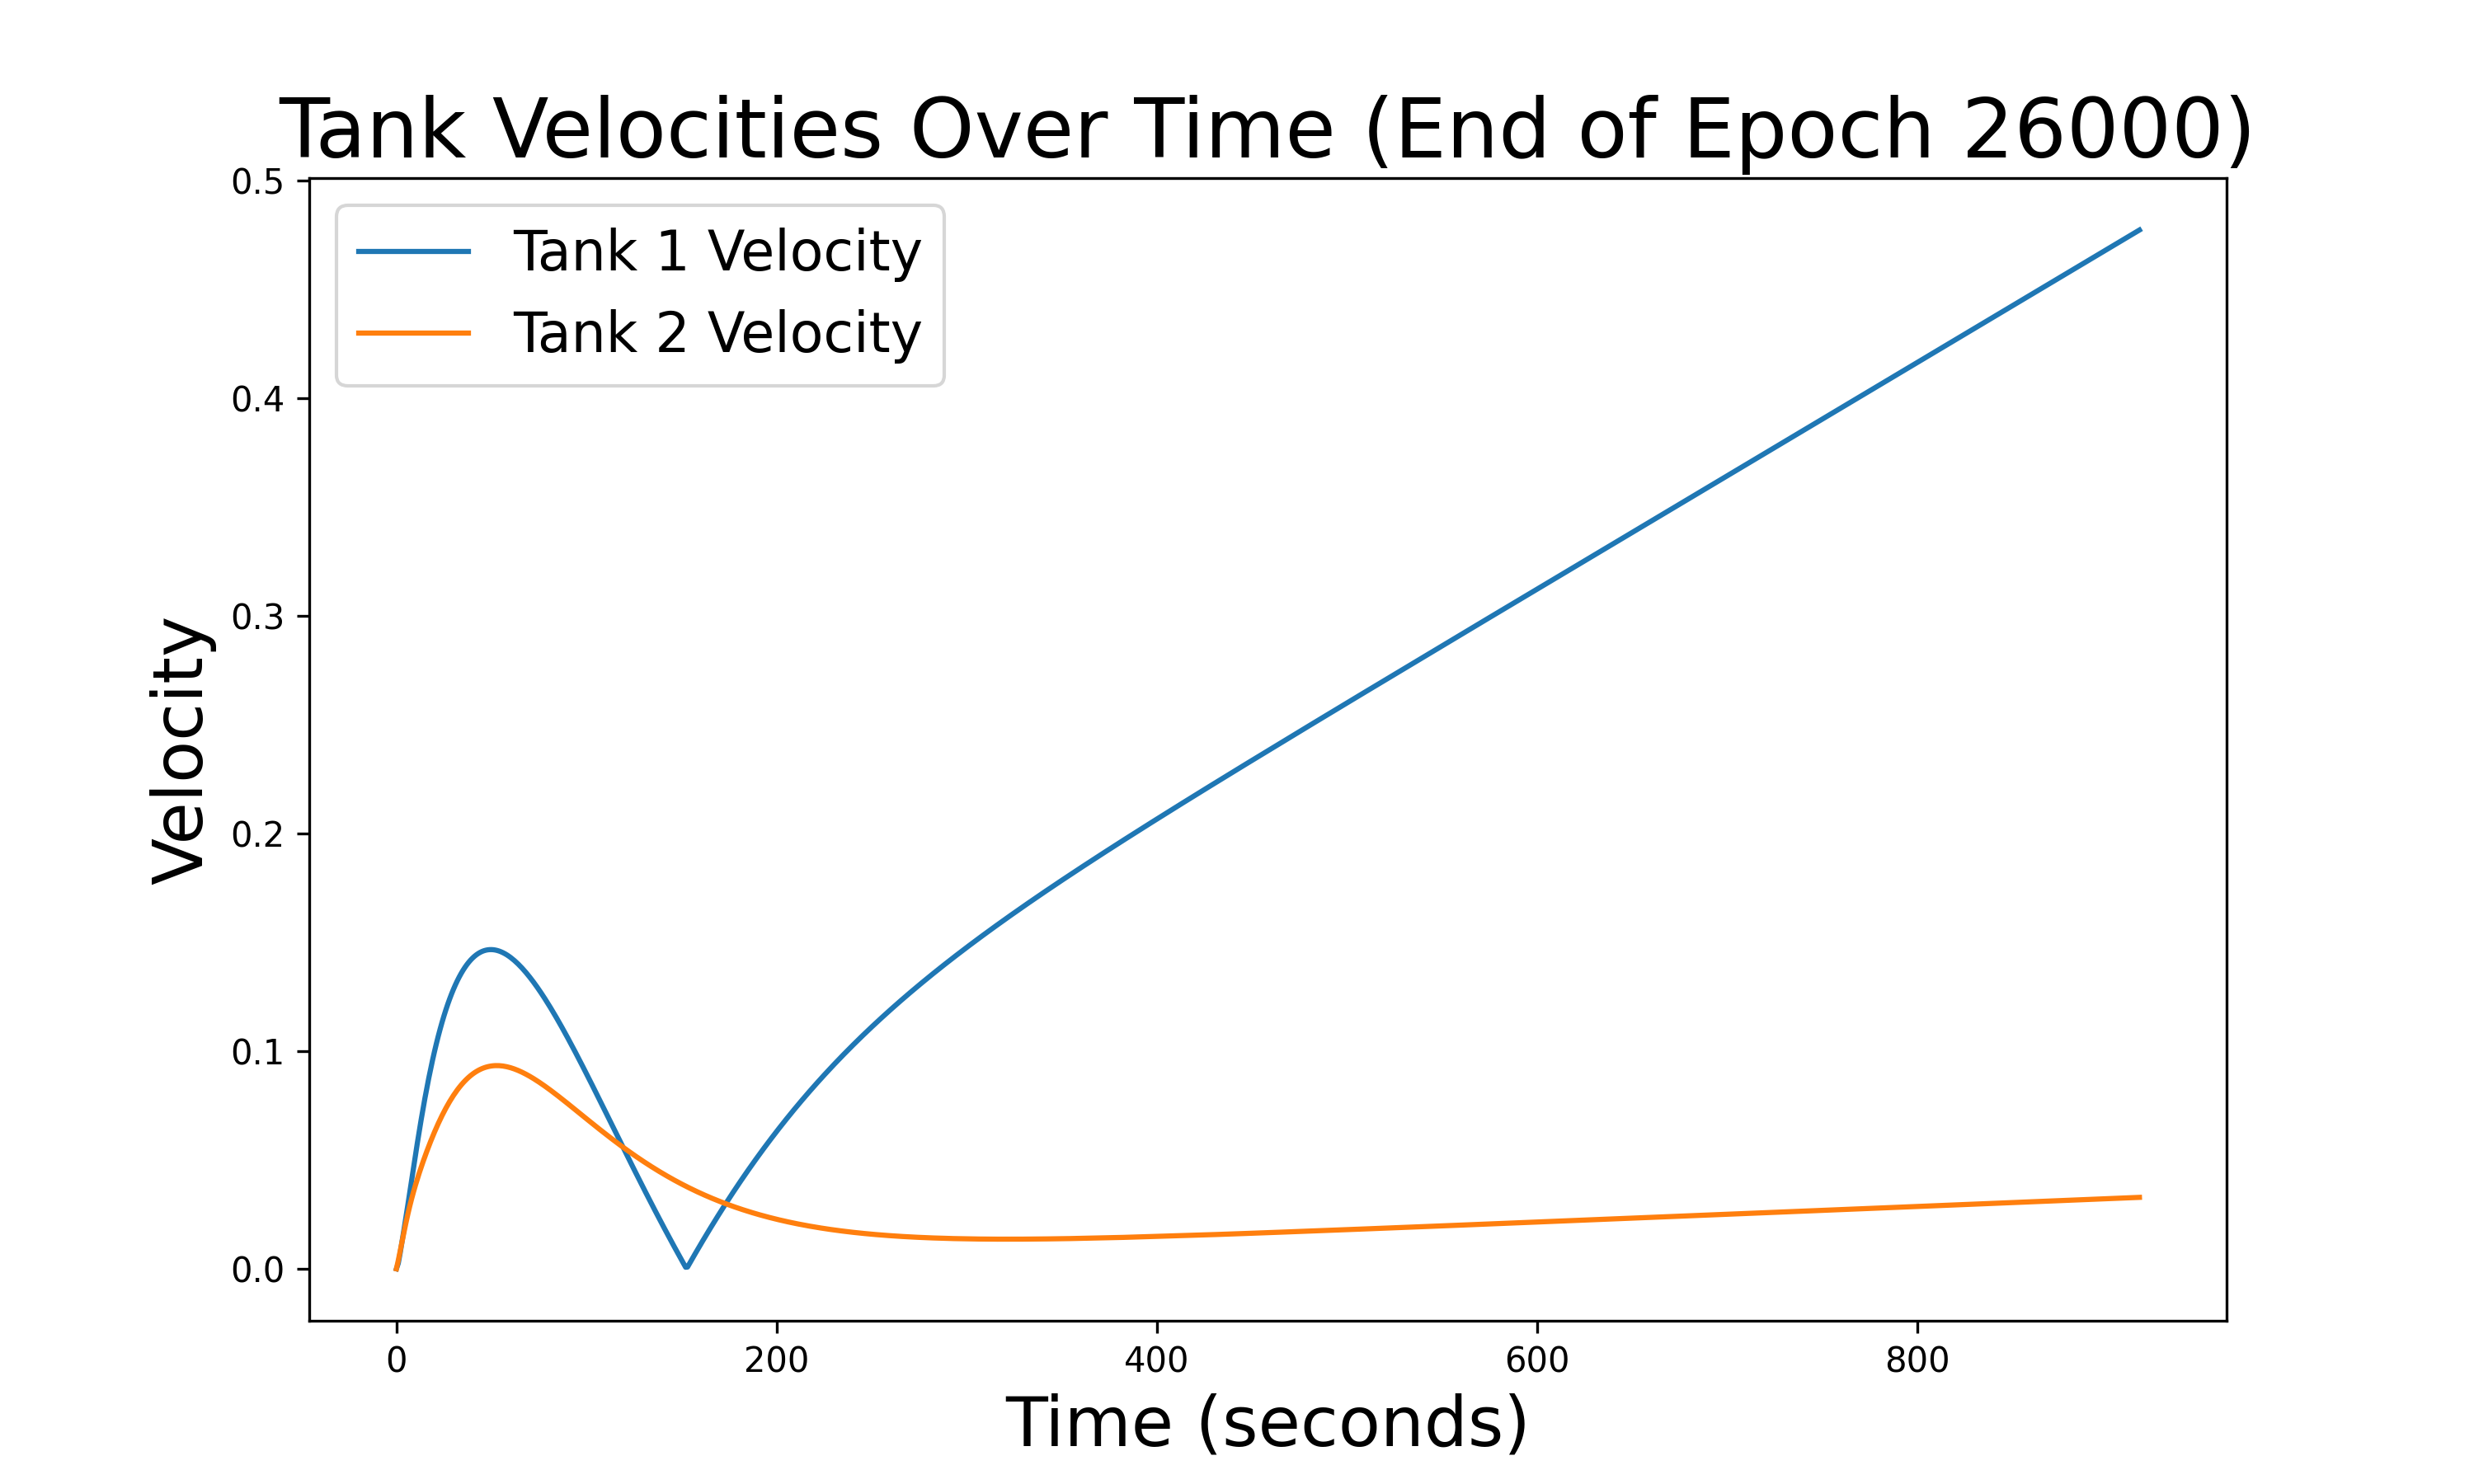 Tank Velocities Over Time (End of Epoch 26000)
Tank 1 Velocity
Tank 2 Velocity
Velocity
0.5
0.4
0.3
0.2
0.1
0.0
0 200 400 600 800
Time (seconds)